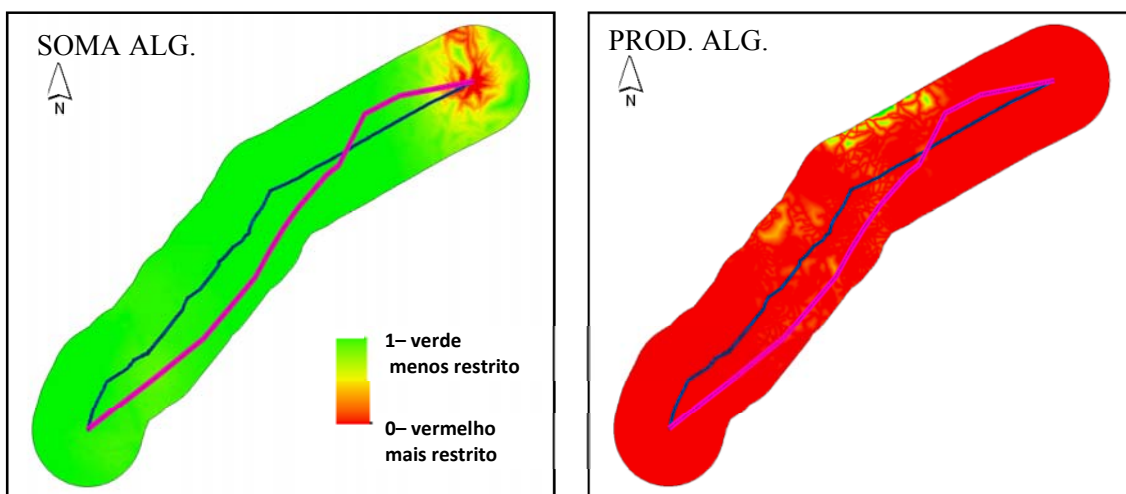 SOMA ALG.
N
1– verde
menos restrito
0– vermelho
mais restrito
PROD. ALG.
N